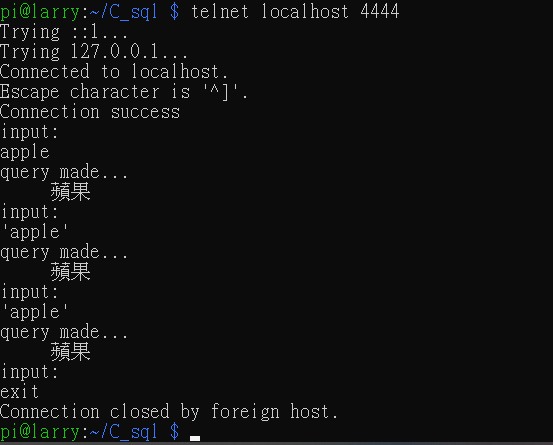 pi@larry:~/C_sql $ telnet localhost 4444
Trying ::1...
Trying 127.0.0.1...
Connected to localhost.
Escape character is '^]'.
Connection success
input:
apple
query made...
蘋果
input:
'apple'
query made...
蘋果
input:
'apple'
query made...
蘋果
input:
exit
Connection closed by foreign host.
pi@larry:~/C_sql $